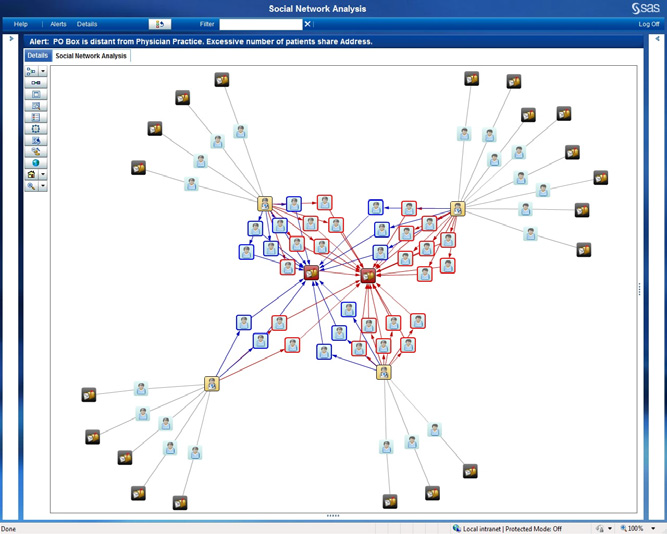 Social Network Analysis
sas
Help Alerts Details Filter Log Off
Alert: PO Box is distant from Physician Practice. Excessive number of patients share Address.
Details Social Network Analysis
Done Local intranet | Protected Mode: Off 100%